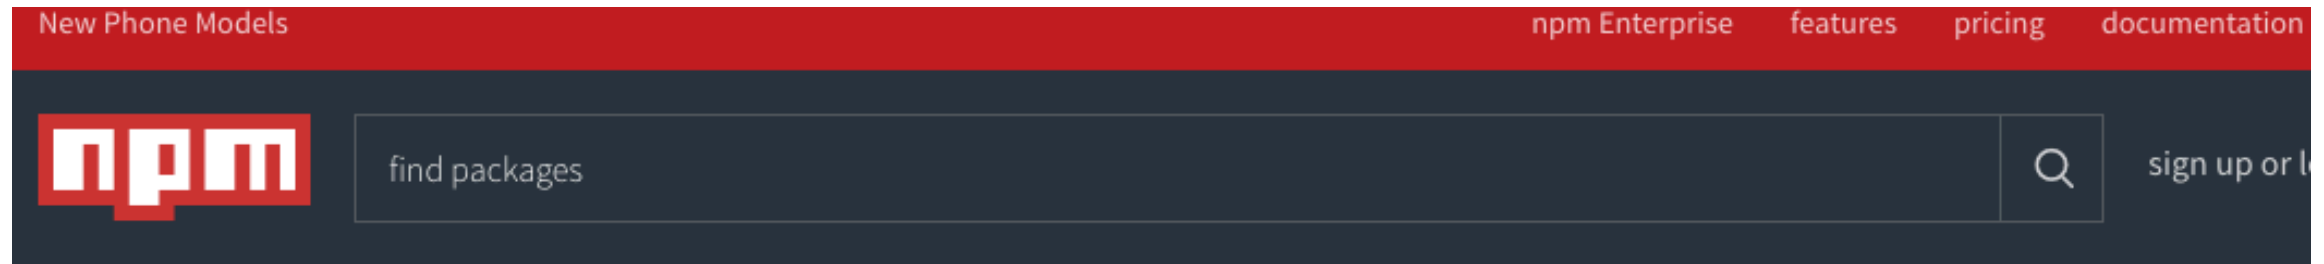 New Phone Models npm Enterprise features pricing documentation
npm find packages sign up or